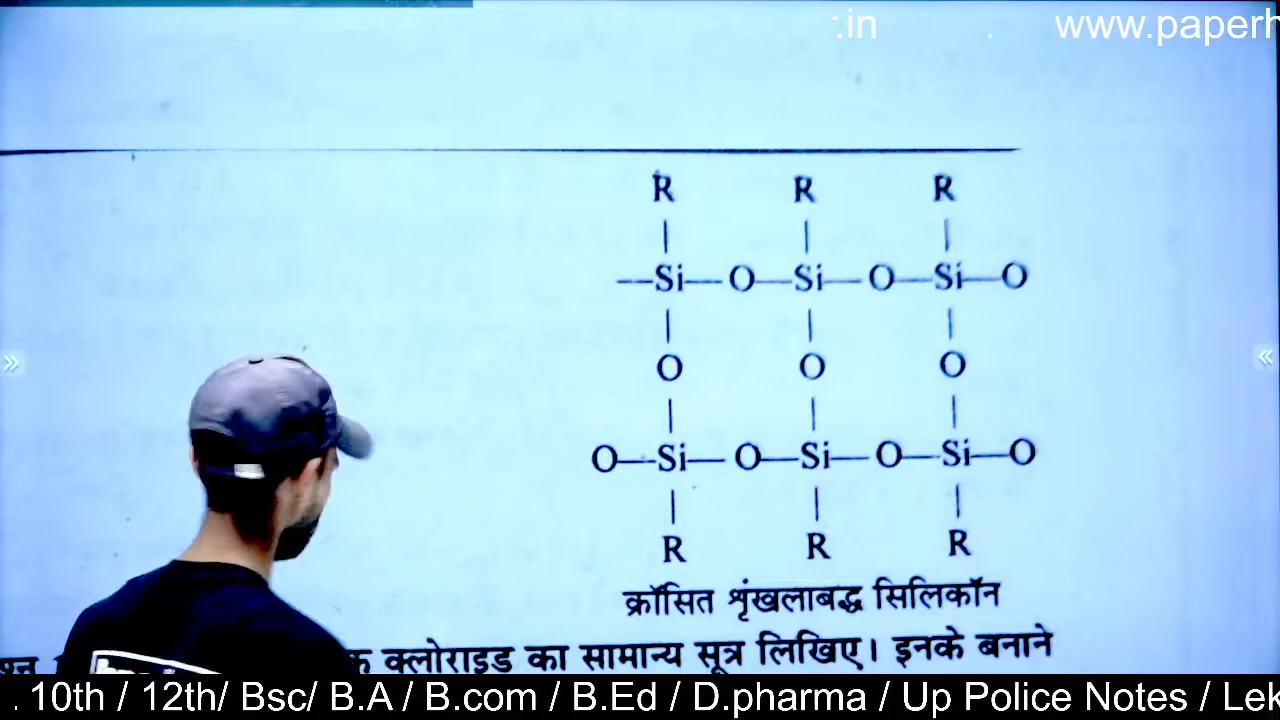 .in . www.paperh
R R R
--Si—O—Si—O—Si—O
O O O
O—Si—O—Si—O—Si—O
R R R
क्रॉसित शृंखलाबद्ध सिलिकॉन
क्लोराइड का सामान्य सूत्र लिखिए। इनके बनाने
. 10th / 12th/ Bsc/ B.A / B.com / B.Ed / D.pharma / Up Police Notes / Lek